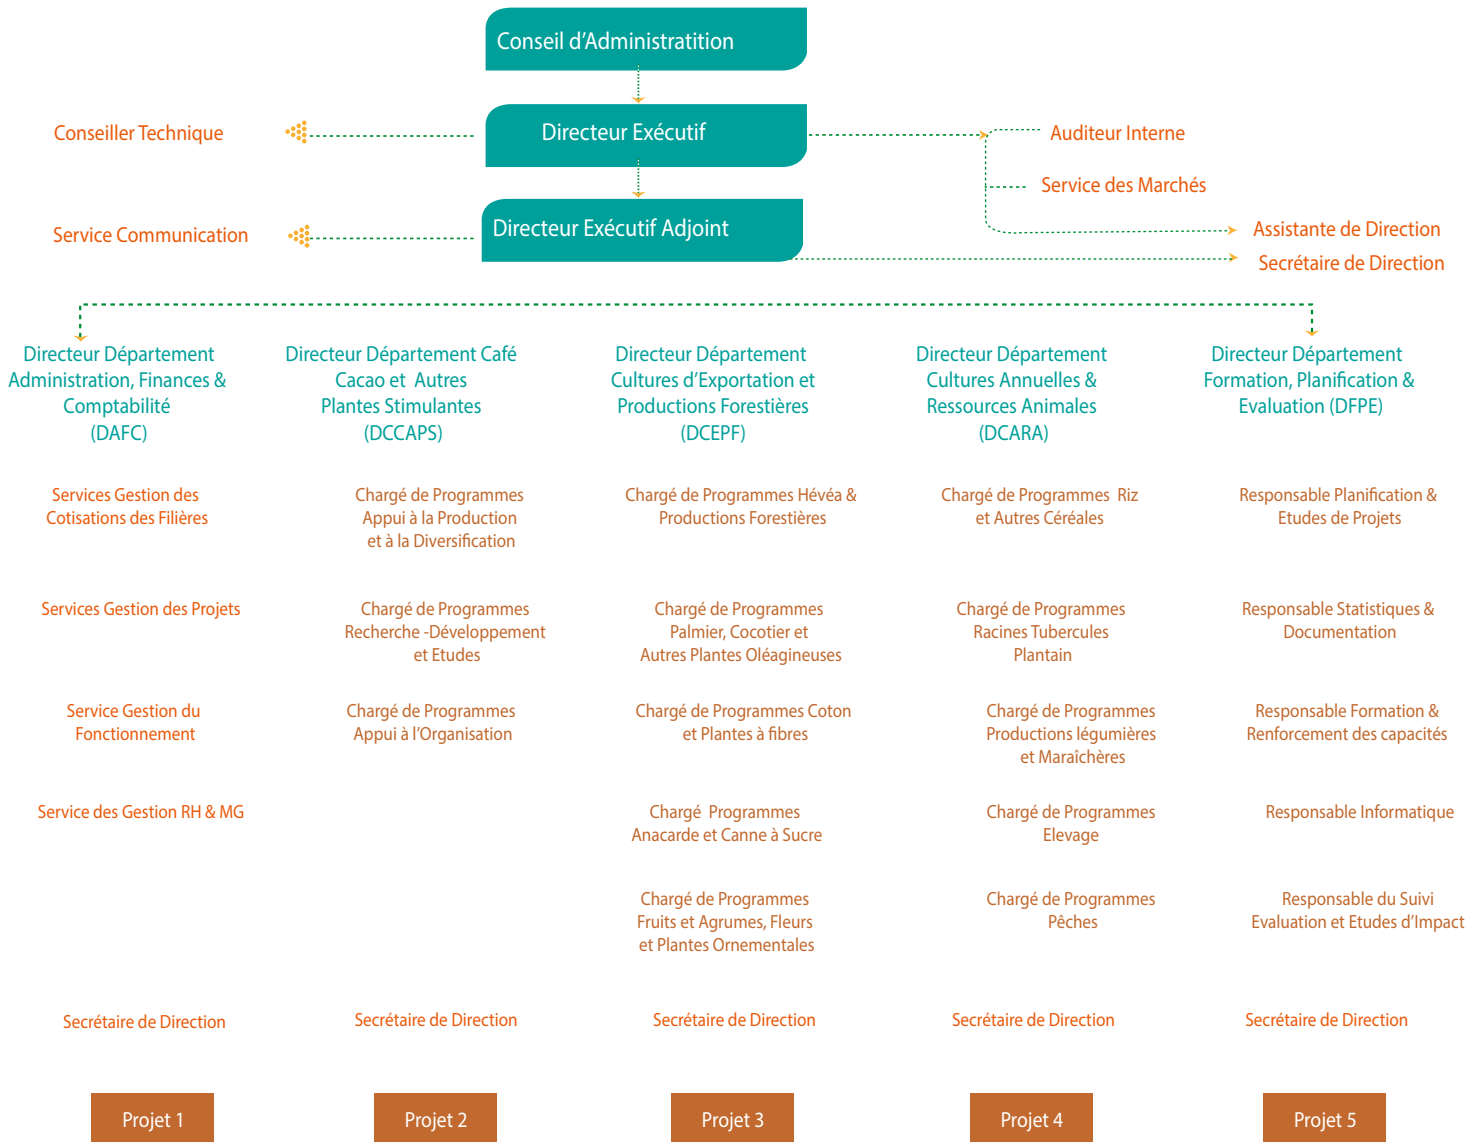 Conseil d'Administratition
Conseiller Technique
Directeur Exécutif
Auditeur Interne
Service des Marchés
Service Communication
Directeur Exécutif Adjoint
Assistante de Direction
Secrétaire de Direction
Directeur Département
Administration, Finances &
Comptabilité
(DAFC)
Directeur Département Café
Cacao et Autres
Plantes Stimulantes
(DCCAPS)
Directeur Département
Cultures d'Exportation et
Productions Forestières
(DCEPF)
Directeur Département
Cultures Annuelles &
Ressources Animales
(DCARA)
Directeur Département
Formation, Planification &
Evaluation (DFPE)
Services Gestion des
Cotisations des Filières
Chargé de Programmes
Appui à la Production
et à la Diversification
Chargé de Programmes Hévéa &
Productions Forestières
Chargé de Programmes Riz
et Autres Céréales
Responsable Planification &
Etudes de Projets
Services Gestion des Projets
Chargé de Programmes
Recherche -Développement
et Etudes
Chargé de Programmes
Palmier, Cocotier et
Autres Plantes Oléagineuses
Chargé de Programmes
Racines Tubercules
Plantain
Responsable Statistiques &
Documentation
Service Gestion du
Fonctionnement
Chargé de Programmes
Appui à l'Organisation
Chargé de Programmes Coton
et Plantes à fibres
Chargé de Programmes
Productions légumières
et Maraîchères
Responsable Formation &
Renforcement des capacités
Service des Gestion RH & MG
Chargé Programmes
Anacarde et Canne à Sucre
Chargé de Programmes
Elevage
Responsable Informatique
Chargé de Programmes
Fruits et Agrumes, Fleurs
et Plantes Ornementales
Chargé de Programmes
Pêches
Responsable du Suivi
Evaluation et Etudes d'Impact
Secrétaire de Direction
Secrétaire de Direction
Secrétaire de Direction
Secrétaire de Direction
Secrétaire de Direction
Projet 1
Projet 2
Projet 3
Projet 4
Projet 5